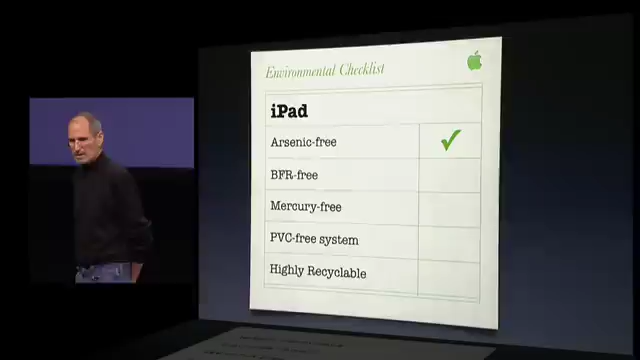 Environmental Checklist
iPad
Arsenic-free ✓
BFR-free
Mercury-free
PVC-free system
Highly Recyclable